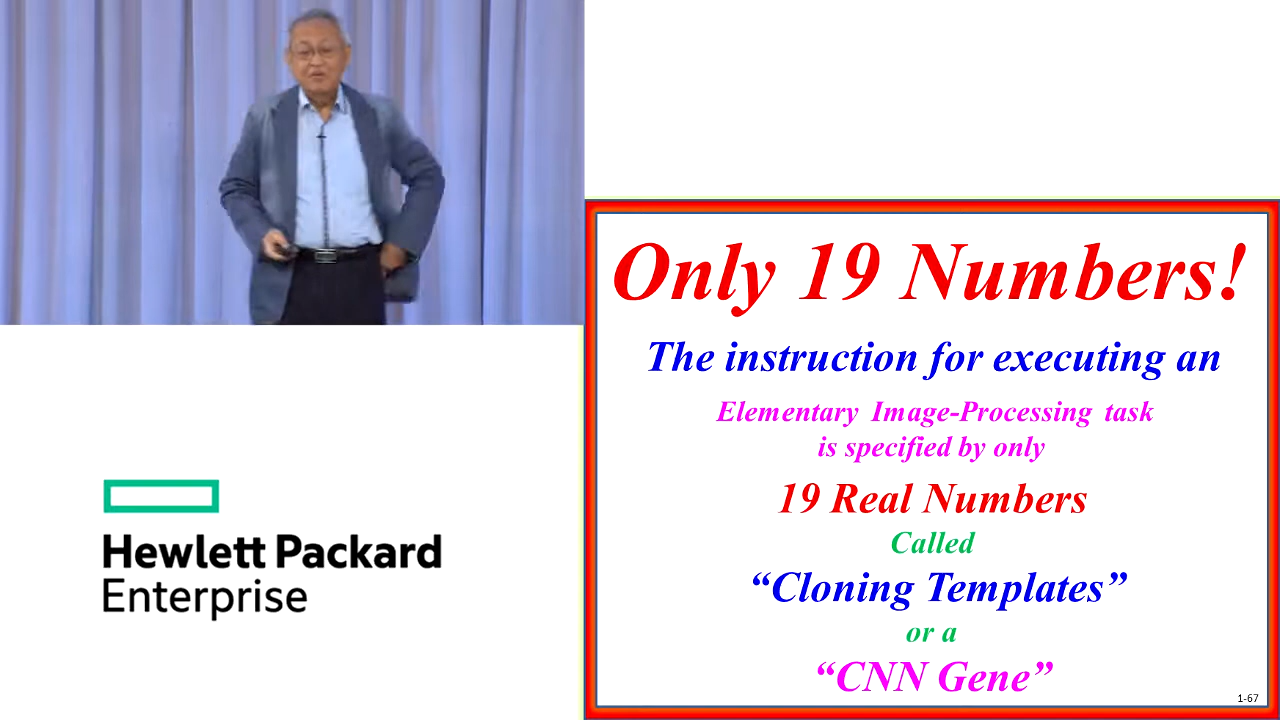 Hewlett Packard
Enterprise
Only 19 Numbers!
The instruction for executing an
Elementary Image-Processing task
is specified by only
19 Real Numbers
Called
“Cloning Templates”
or a
“CNN Gene”
1-67